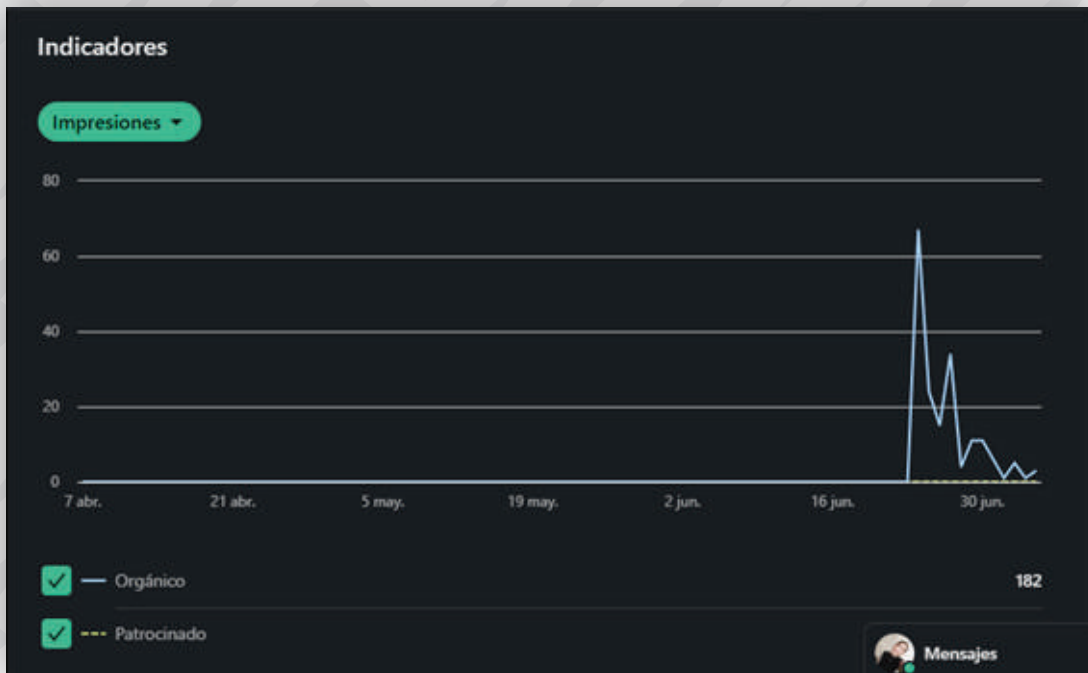 Indicadores
Impresiones
80
60
40
20
0
7 abr. 21 abr. 5 may. 19 may. 2 jun. 16 jun. 30 jun.
Orgánico 182
Patrocinado
Mensajes